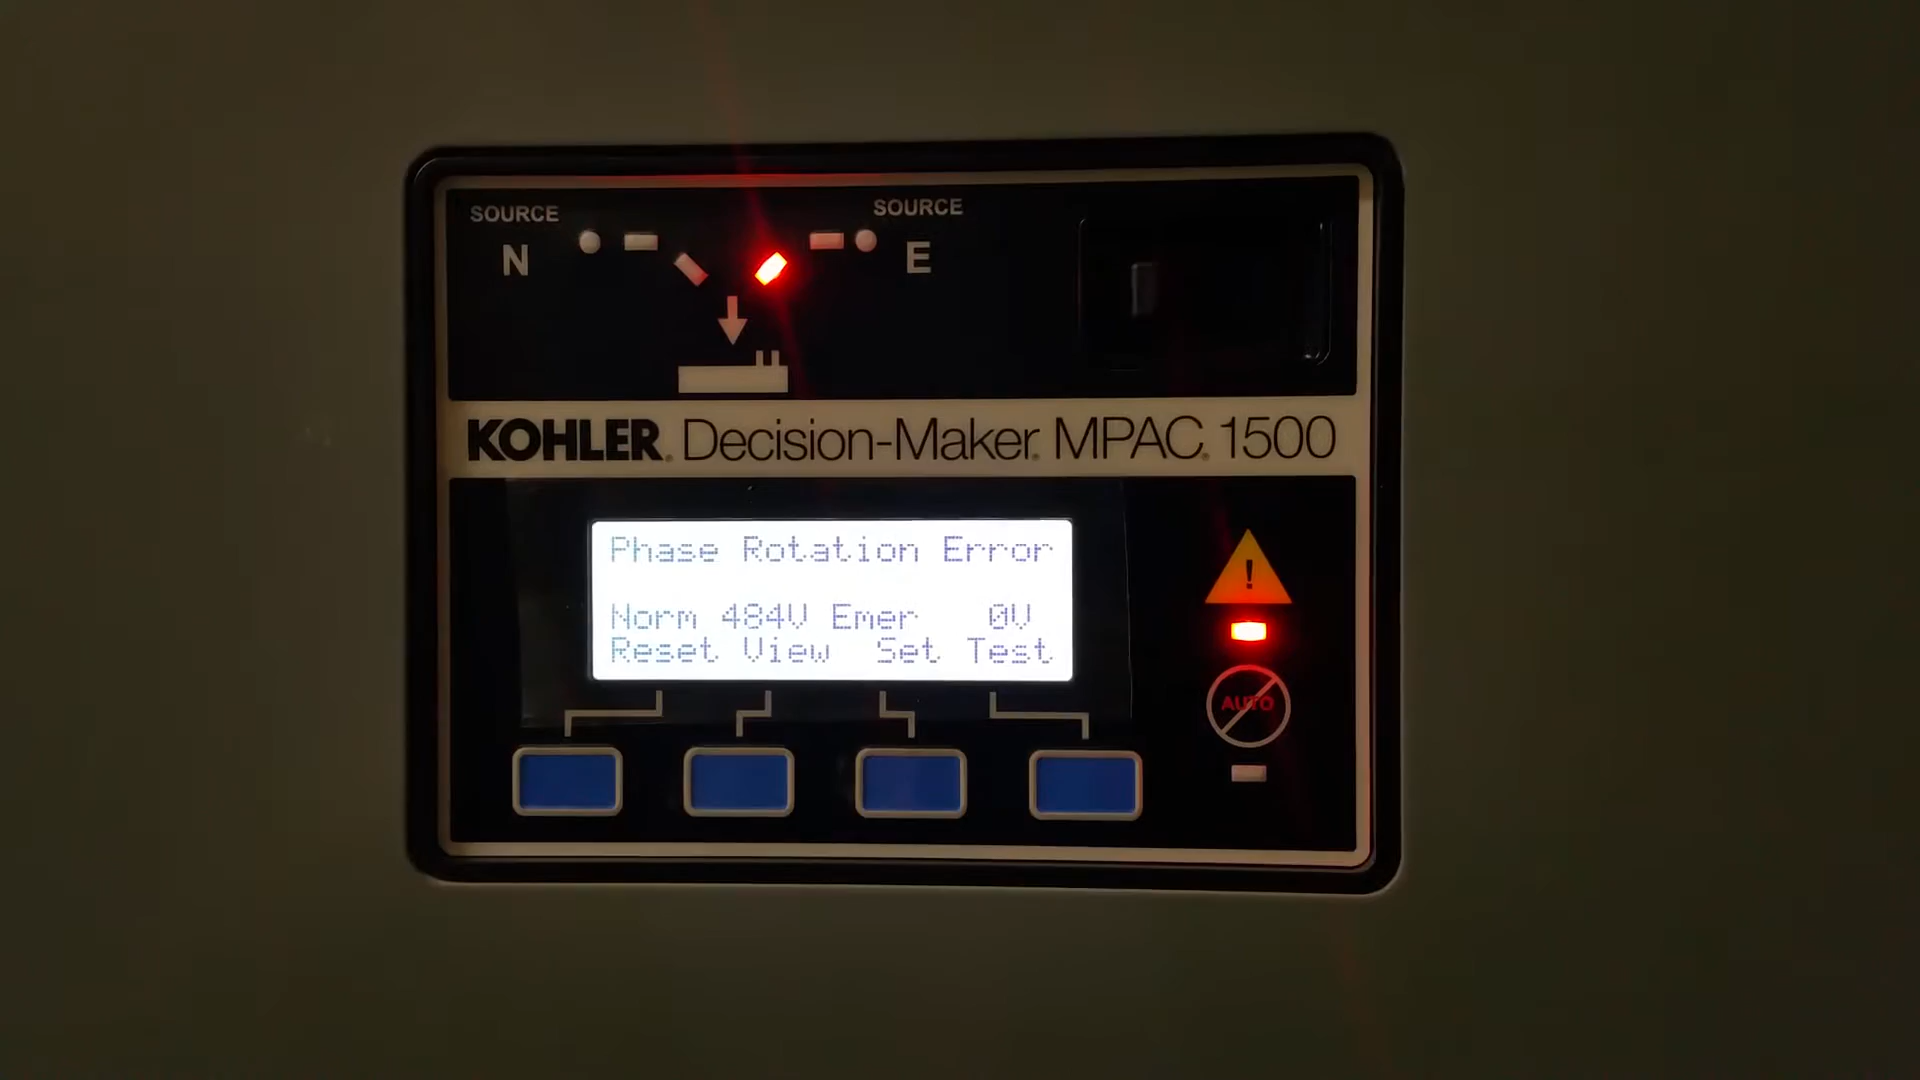 SOURCE
N
SOURCE
E
KOHLER® Decision-Maker® MPAC® 1500
Phase Rotation Error
Norm 484V Emer 0V
Reset View Set Test
!
AUTO